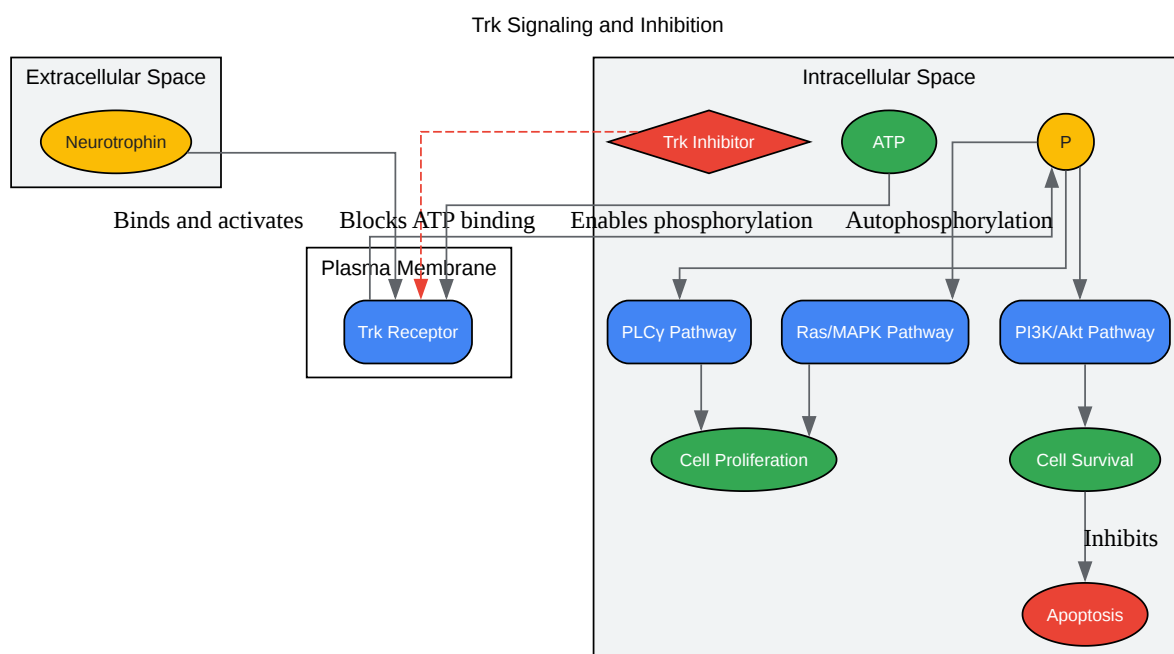 Trk Signaling and Inhibition
Extracellular Space
Intracellular Space
Neurotrophin
Trk Inhibitor
ATP
P
Binds and activates
Blocks ATP binding
Enables phosphorylation
Autophosphorylation
Plasma Membrane
Trk Receptor
PLCγ Pathway
Ras/MAPK Pathway
PI3K/Akt Pathway
Cell Proliferation
Cell Survival
Inhibits
Apoptosis